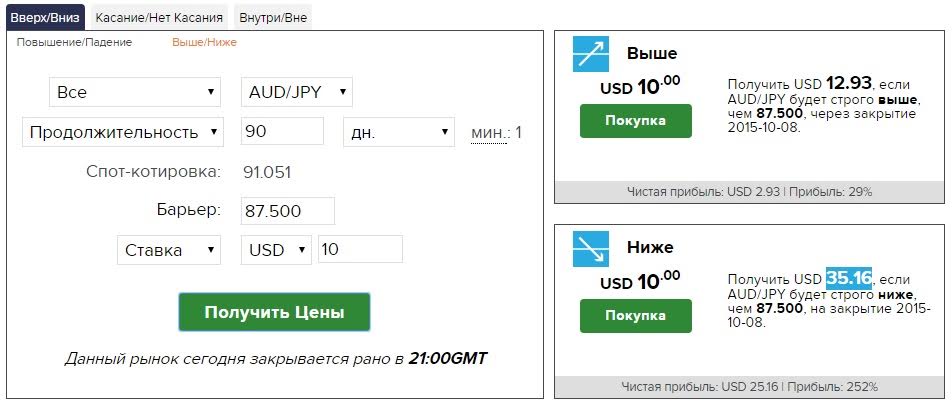 Вверх/Вниз
Касание/Нет Касания
Внутри/Вне
Повышение/Падение
Выше/Ниже
Все
AUD/JPY
Продолжительность
90
дн.
мин.: 1
Спот-котировка: 91.051
Барьер: 87.500
Ставка
USD
10
Получить Цены
Данный рынок сегодня закрывается рано в 21:00GMT
Выше
USD 10.00
Покупка
Получить USD 12.93, если
AUD/JPY будет строго выше,
чем 87.500, через закрытие
2015-10-08.
Чистая прибыль: USD 2.93 | Прибыль: 29%
Ниже
USD 10.00
Покупка
Получить USD 35.16, если
AUD/JPY будет строго ниже,
чем 87.500, на закрытие 2015-
10-08.
Чистая прибыль: USD 25.16 | Прибыль: 252%